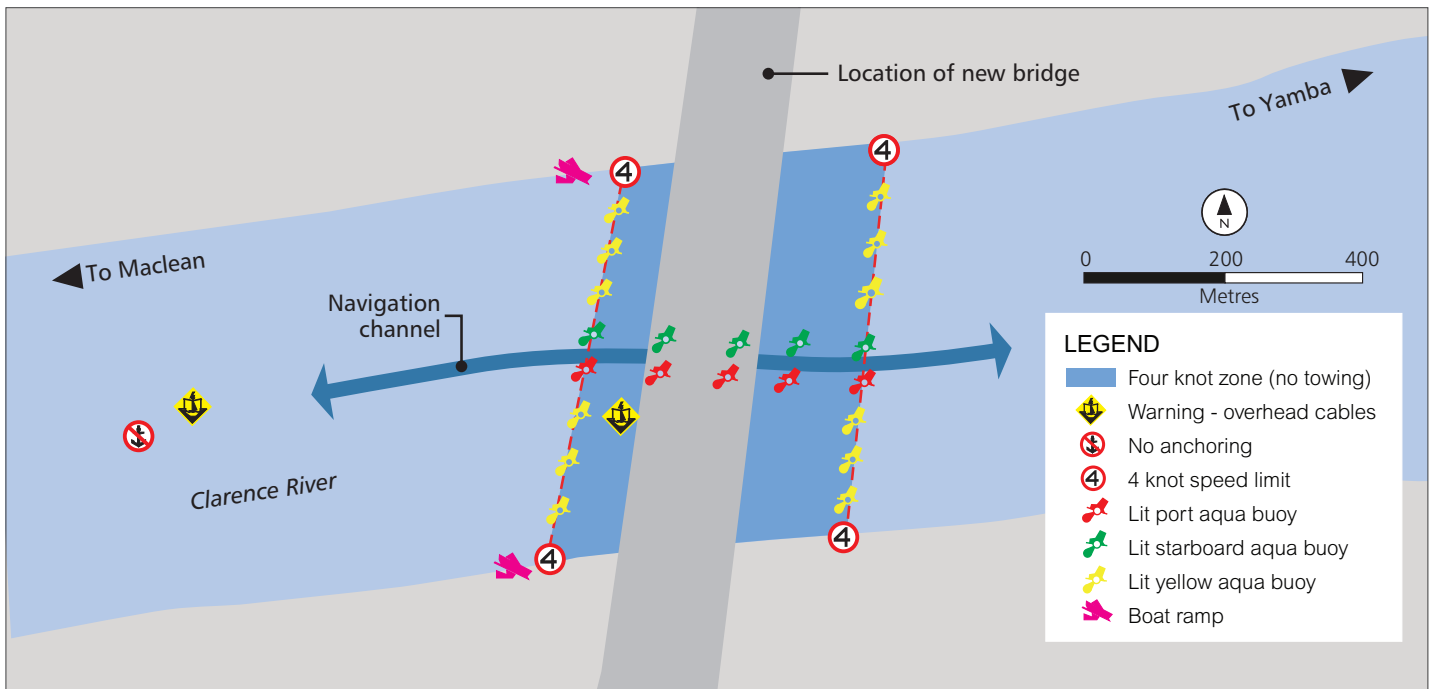 Location of new bridge
To Yamba
4
4
N
To Maclean
0 200 400
Metres
Navigation
channel
Clarence River
4
4
LEGEND
Four knot zone (no towing)
Warning - overhead cables
No anchoring
4 4 knot speed limit
Lit port aqua buoy
Lit starboard aqua buoy
Lit yellow aqua buoy
Boat ramp